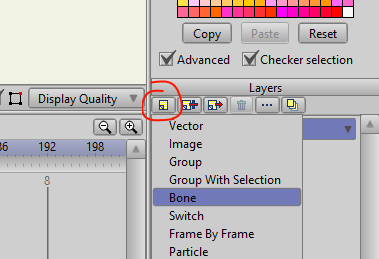 Copy Paste Reset
Advanced Checker selection
Layers
Display Quality
Vector
Image
Group
Group With Selection
Bone
Switch
Frame By Frame
Particle
86 192 198
8